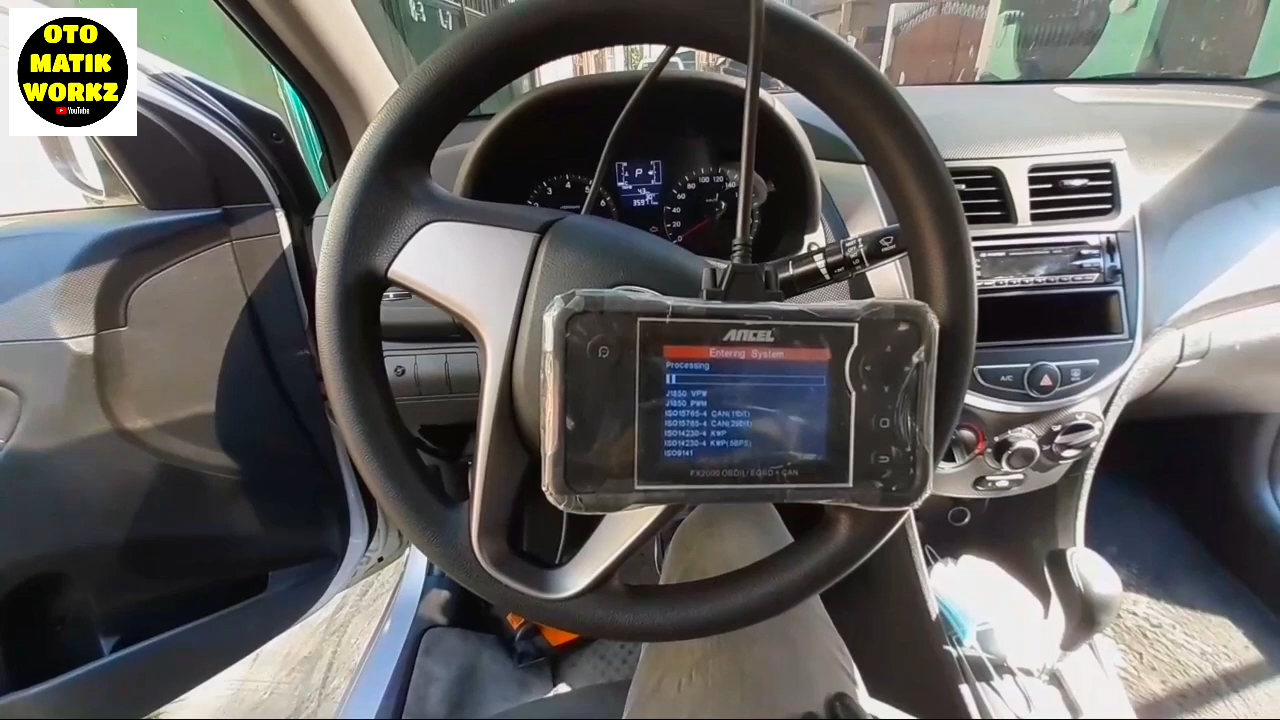 OTO
MATIK
WORKZ
YouTube
P
ANCEL
Entering System
Processing
J1850 VPW
J1850 PWM
ISO15765-4 CAN(11BIT)
ISO15765-4 CAN(29BIT)
ISO14230-4 KWP
ISO14230-4 KWP(5BPS)
ISO9141
FX2000 OBDII/EOBD+CAN
A/C